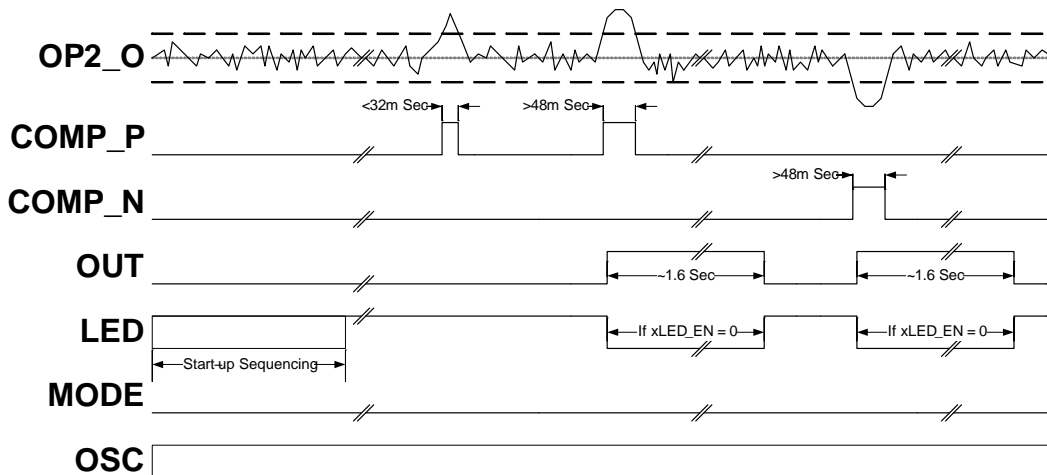 OP2_O
<32m Sec
>48m Sec
COMP_P
>48m Sec
COMP_N
OUT
~1.6 Sec
~1.6 Sec
LED
If xLED_EN = 0
If xLED_EN = 0
Start-up Sequencing
MODE
OSC